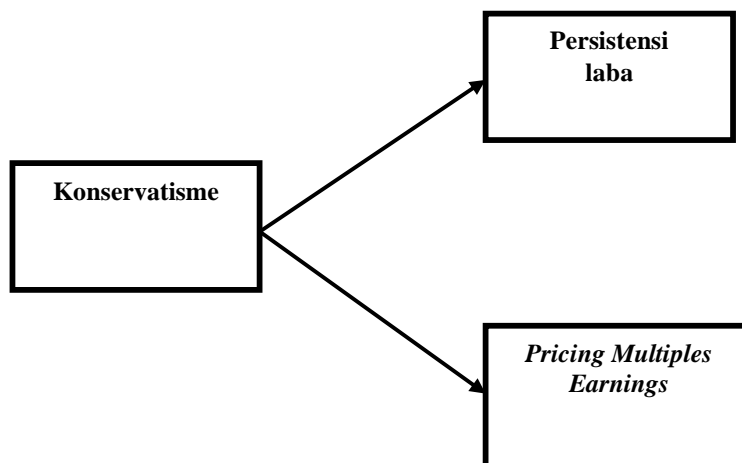 Persistensi
laba
Konservatisme
Pricing Multiples
Earnings